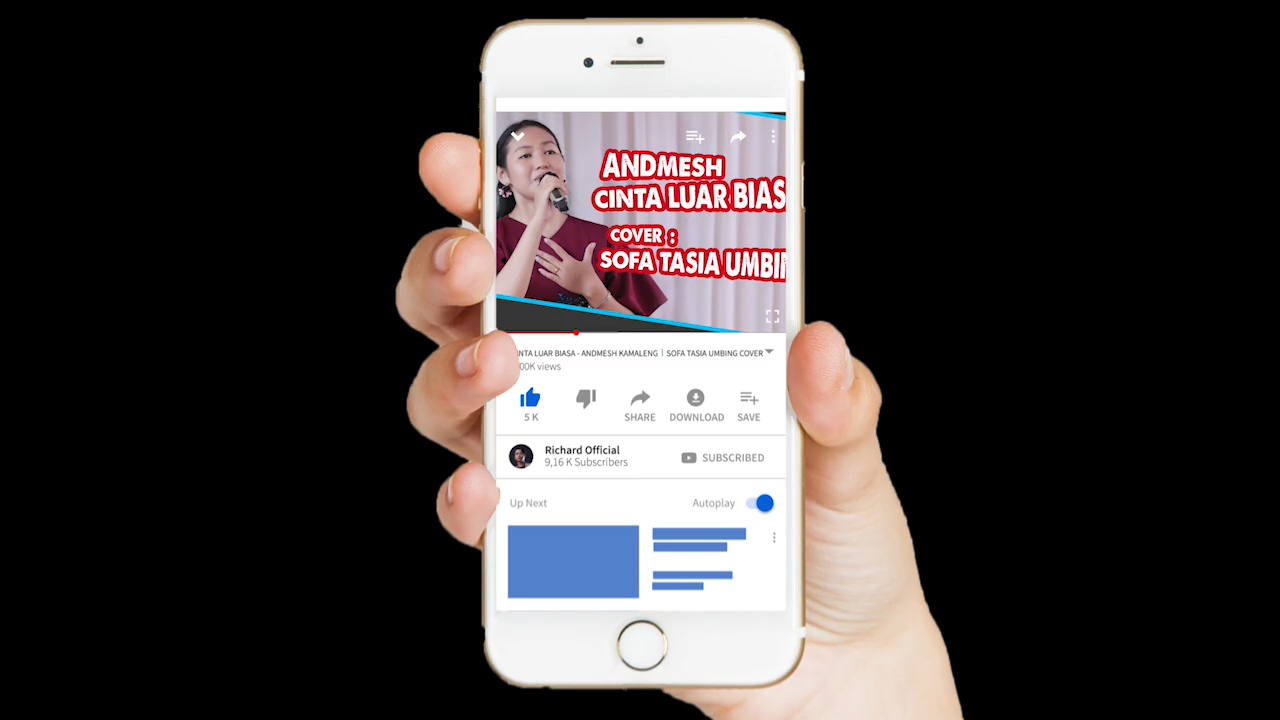 ANDMESH
CINTA LUAR BIAS
COVER :
SOFA TASIA UMBIN
INTA LUAR BIASA - ANDMESH KAMALENG | SOFA TASIA UMBING COVER
00K views
5 K
SHARE
DOWNLOAD
SAVE
Richard Official
9,16 K Subscribers
SUBSCRIBED
Up Next
Autoplay